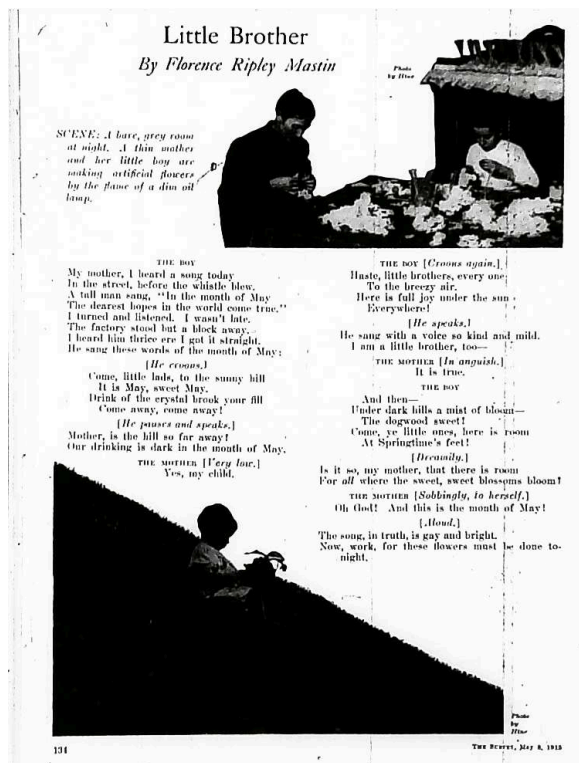 Little Brother
By Florence Ripley Mastin
Photo
by Hine
SCENE: A bare, grey room
at night. A thin mother
and her little boy are
making artificial flowers
by the flame of a dim oil
lamp.
THE BOY
My mother, I heard a song today
In the street, before the whistle blew.
A tall man sang, "In the month of May
The dearest hopes in the world come true."
I turned and listened. I wasn't late.
The factory stood but a block away.
I heard him thrice ere I got it straight.
He sang these words of the month of May:
[He croons.]
Come, little lads, to the sunny hill
It is May, sweet May.
Drink of the crystal brook your fill
Come away, come away!
[He pauses and speaks.]
Mother, is the hill so far away?
Our drinking is dark in the month of May.
THE MOTHER [Very low.]
Yes, my child.
THE BOY [Croons again.]
Haste, little brothers, every one;
To the breezy air.
Here is full joy under the sun
Everywhere!
[He speaks.]
He sang with a voice so kind and mild.
I am a little brother, too—
THE MOTHER [In anguish.]
It is true.
THE BOY
And then—
Under dark hills a mist of bloom—
The dogwood sweet!
Come, ye little ones, here is room
At Springtime's feet!
[Dreamily.]
Is it so, my mother, that there is room
For all where the sweet, sweet blossoms bloom?
THE MOTHER [Sobbingly, to herself.]
Oh God! And this is the month of May!
[Aloud.]
The song, in truth, is gay and bright.
Now, work, for these flowers must be done to-
night.
Photo
by
Hine
134
THE SURVEY, May 8, 1915